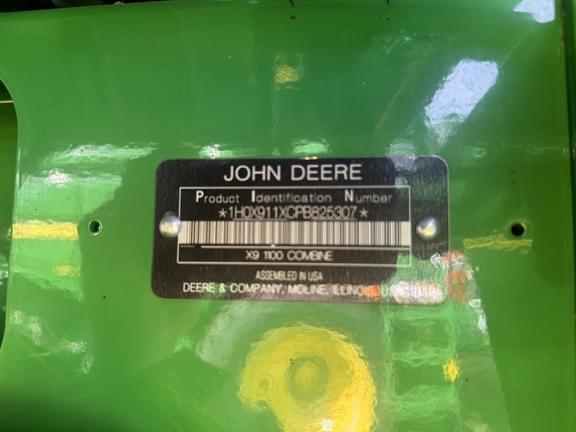 JOHN DEERE
Product Identification Number
*1H0X911XCPB825307*
X9 1100 COMBINE
ASSEMBLED IN USA
DEERE & COMPANY, MOLINE, ILLINOIS